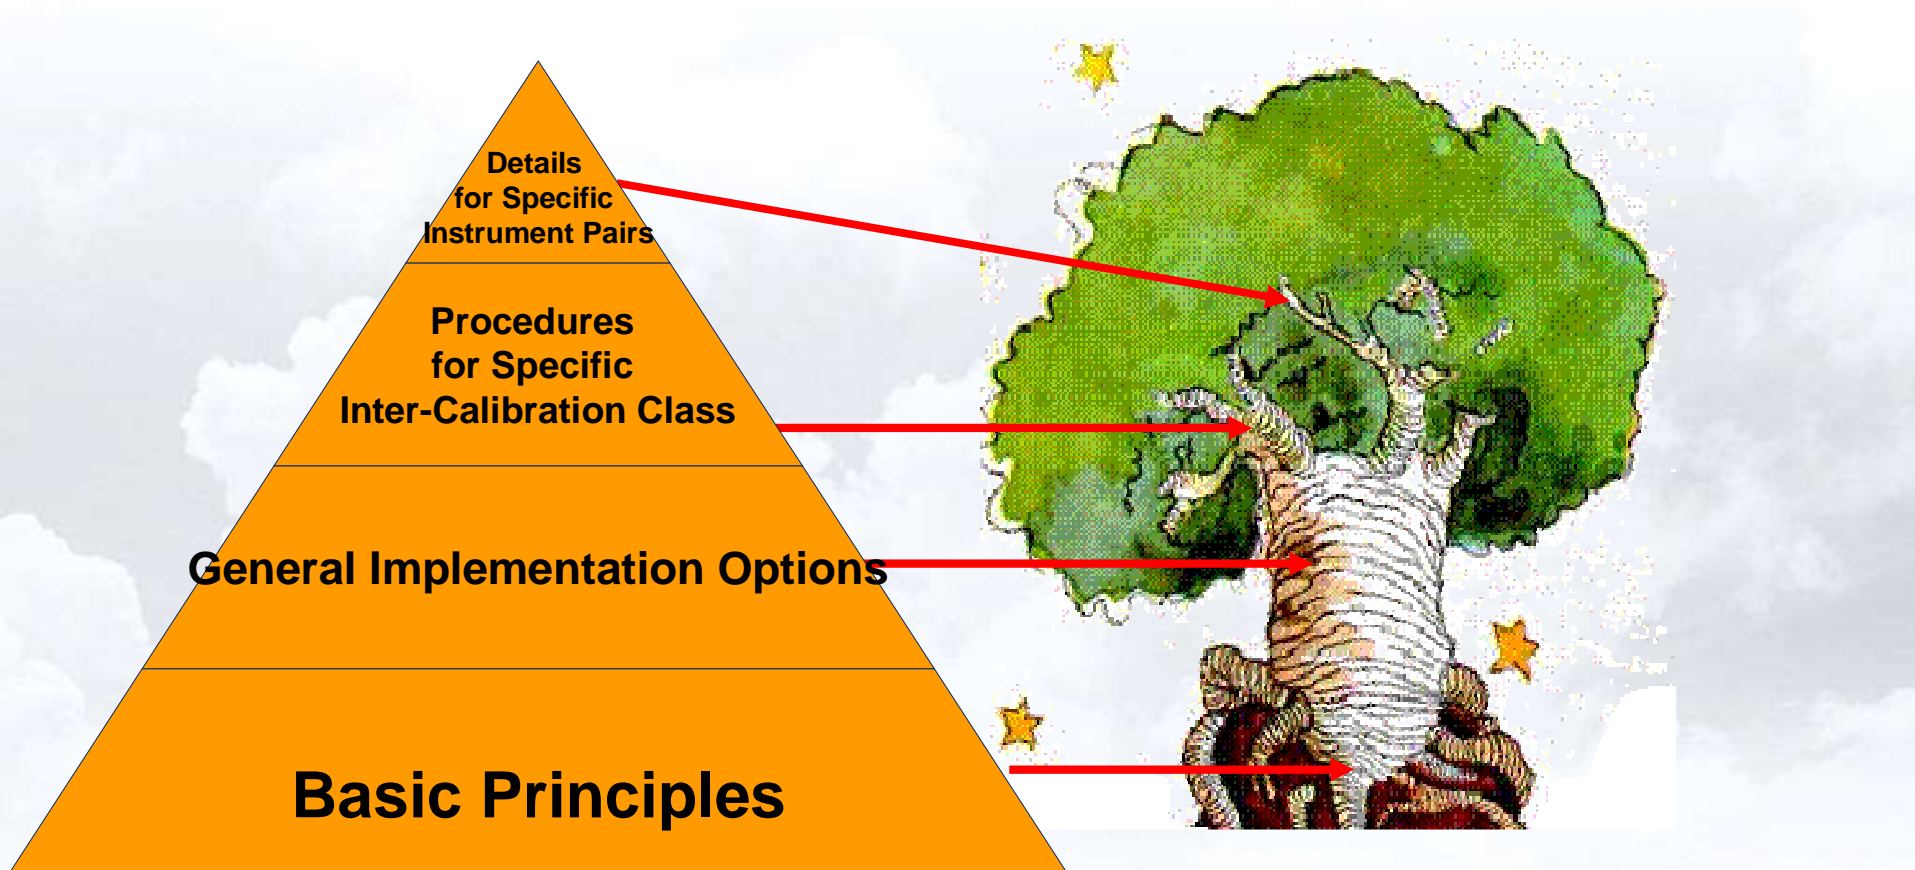 Details
for Specific
Instrument Pairs
Procedures
for Specific
Inter-Calibration Class
General Implementation Options
Basic Principles